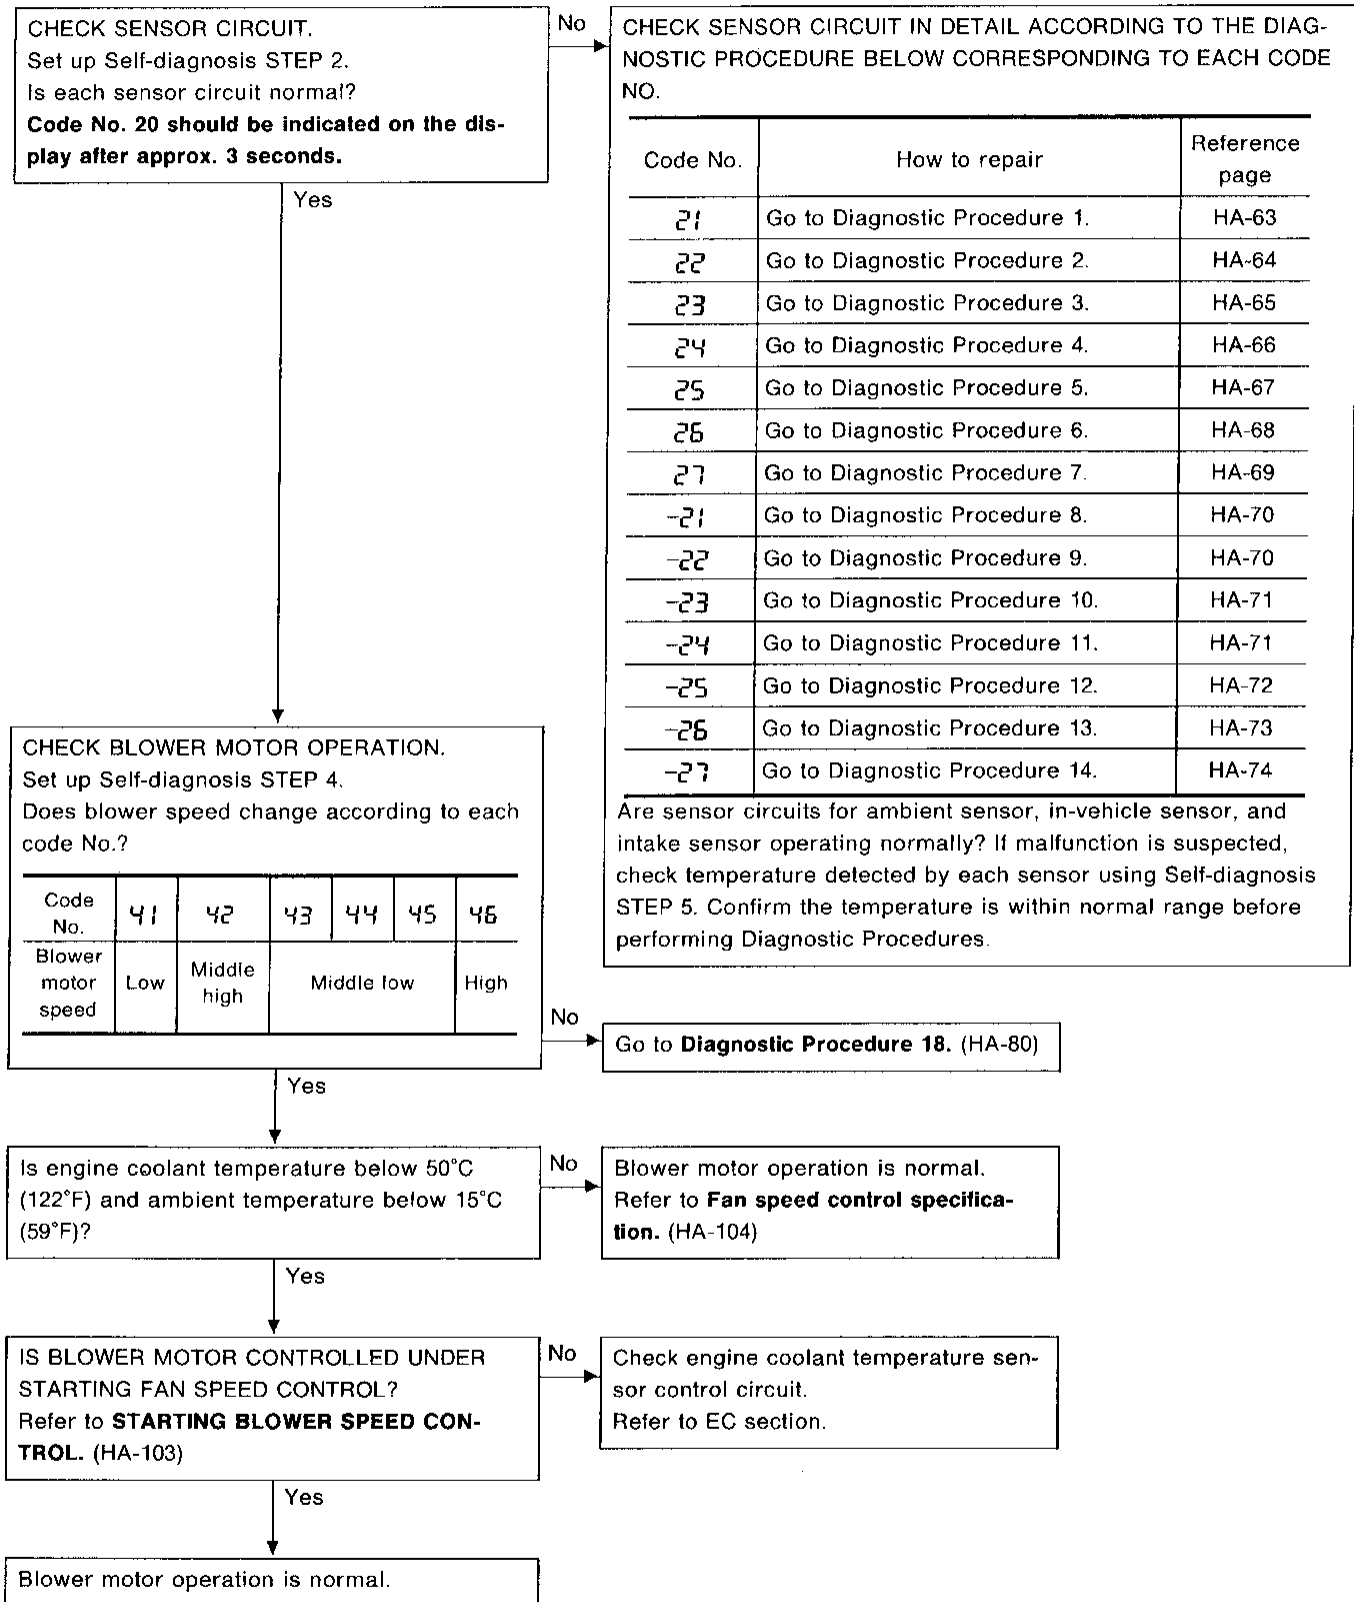 CHECK SENSOR CIRCUIT.
Set up Self-diagnosis STEP 2.
Is each sensor circuit normal?
Code No. 20 should be indicated on the dis-
play after approx. 3 seconds.
No
Yes
CHECK SENSOR CIRCUIT IN DETAIL ACCORDING TO THE DIAG-
NOSTIC PROCEDURE BELOW CORRESPONDING TO EACH CODE
NO.
Code No. How to repair Reference page
21 Go to Diagnostic Procedure 1. HA-63
22 Go to Diagnostic Procedure 2. HA-64
23 Go to Diagnostic Procedure 3. HA-65
24 Go to Diagnostic Procedure 4. HA-66
25 Go to Diagnostic Procedure 5. HA-67
26 Go to Diagnostic Procedure 6. HA-68
27 Go to Diagnostic Procedure 7. HA-69
-21 Go to Diagnostic Procedure 8. HA-70
-22 Go to Diagnostic Procedure 9. HA-70
-23 Go to Diagnostic Procedure 10. HA-71
-24 Go to Diagnostic Procedure 11. HA-71
-25 Go to Diagnostic Procedure 12. HA-72
-26 Go to Diagnostic Procedure 13. HA-73
-27 Go to Diagnostic Procedure 14. HA-74
Are sensor circuits for ambient sensor, in-vehicle sensor, and
intake sensor operating normally? If malfunction is suspected,
check temperature detected by each sensor using Self-diagnosis
STEP 5. Confirm the temperature is within normal range before
performing Diagnostic Procedures.
CHECK BLOWER MOTOR OPERATION.
Set up Self-diagnosis STEP 4.
Does blower speed change according to each
code No.?
Code No. 41 42 43 44 45 46
Blower motor speed Low Middle high Middle low High
No
Go to Diagnostic Procedure 18. (HA-80)
Yes
Is engine coolant temperature below 50°C
(122°F) and ambient temperature below 15°C
(59°F)?
No
Blower motor operation is normal.
Refer to Fan speed control specifica-
tion. (HA-104)
Yes
IS BLOWER MOTOR CONTROLLED UNDER
STARTING FAN SPEED CONTROL?
Refer to STARTING BLOWER SPEED CON-
TROL. (HA-103)
No
Check engine coolant temperature sen-
sor control circuit.
Refer to EC section.
Yes
Blower motor operation is normal.